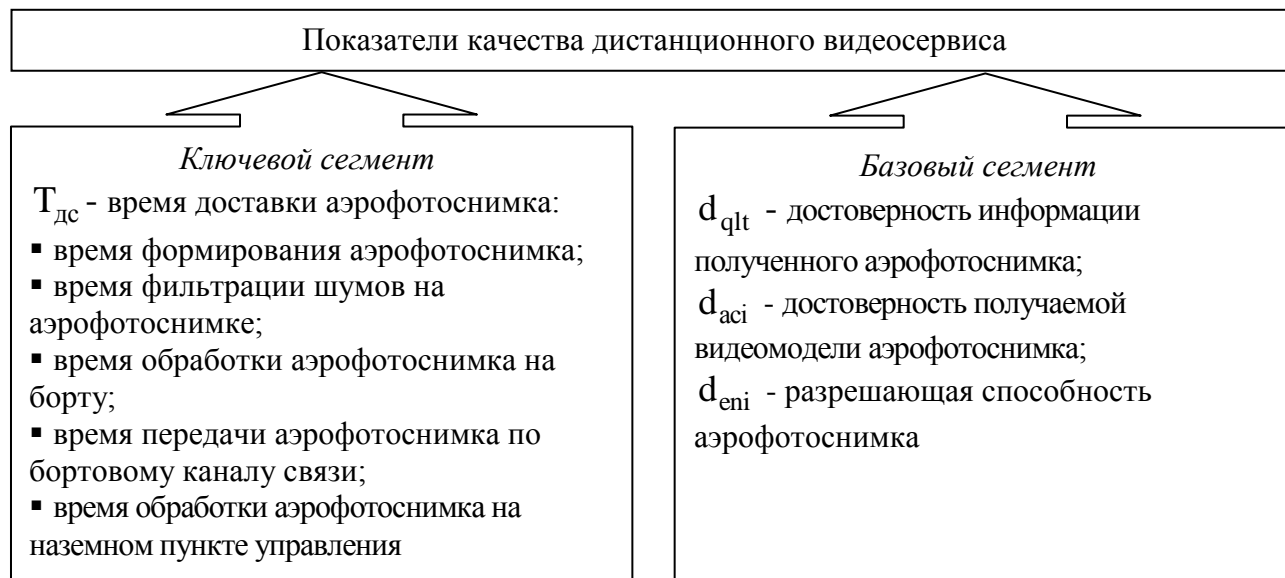 Показатели качества дистанционного видеосервиса
Ключевой сегмент
Tдс - время доставки аэрофотоснимка:
▪ время формирования аэрофотоснимка;
▪ время фильтрации шумов на
аэрофотоснимке;
▪ время обработки аэрофотоснимка на
борту;
▪ время передачи аэрофотоснимка по
бортовому каналу связи;
▪ время обработки аэрофотоснимка на
наземном пункте управления
Базовый сегмент
dqlt - достоверность информации
полученного аэрофотоснимка;
daci - достоверность получаемой
видеомодели аэрофотоснимка;
deni - разрешающая способность
аэрофотоснимка